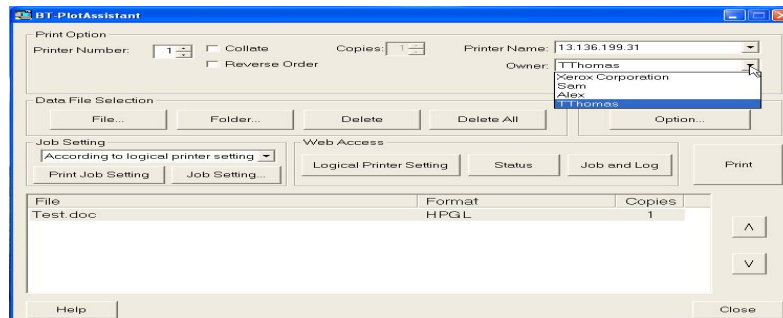 BT-PlotAssistant
Print Option
Printer Number: 1 Collate Copies: 1 Printer Name: 13.136.199.31
Reverse Order Owner: TThomas
Xerox Corporation
Sam
Alex
TThomas
Data File Selection
File... Folder... Delete Delete All Option...
Job Setting Web Access
According to logical printer setting
Logical Printer Setting Status Job and Log Print
Print Job Setting Job Setting...
File Format Copies
Test.doc HPGL 1
Help Close